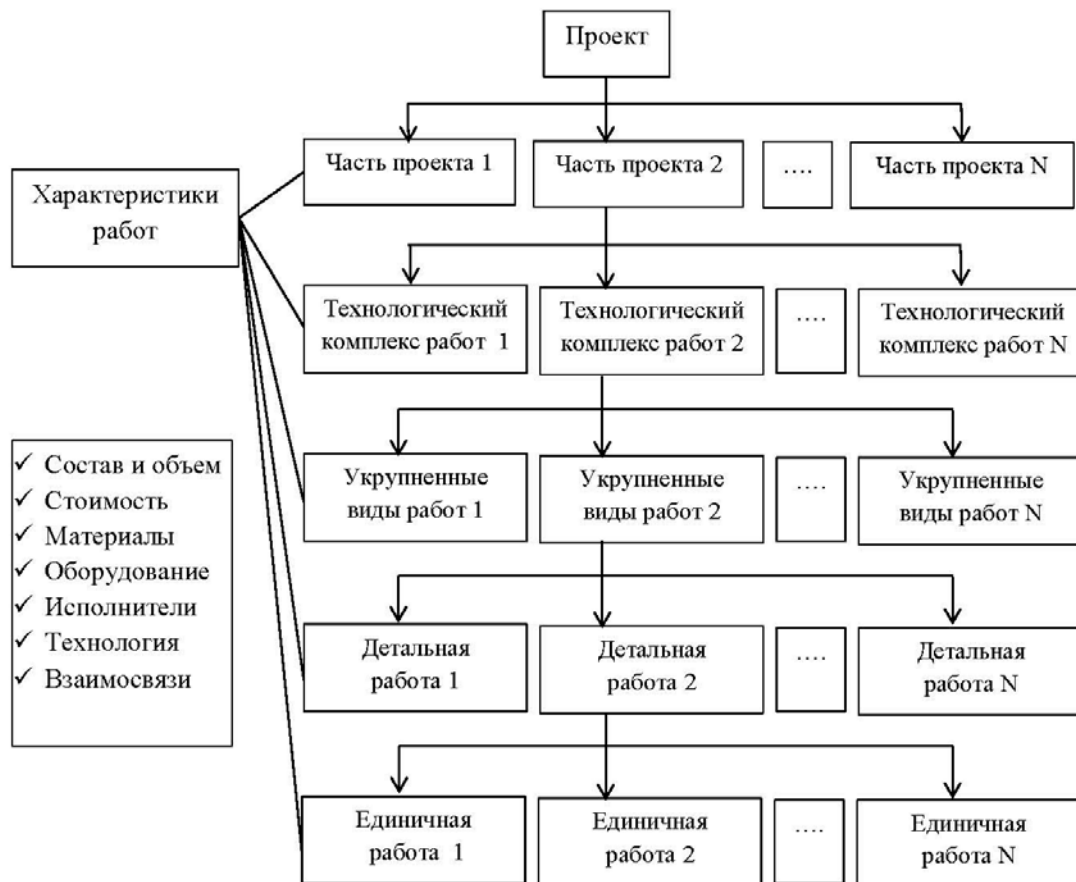 Проект
Часть проекта 1
Часть проекта 2
....
Часть проекта N
Характеристики
работ
Технологический
комплекс работ 1
Технологический
комплекс работ 2
....
Технологический
комплекс работ N
✓ Состав и объем
✓ Стоимость
✓ Материалы
✓ Оборудование
✓ Исполнители
✓ Технология
✓ Взаимосвязи
Укрупненные
виды работ 1
Укрупненные
виды работ 2
....
Укрупненные
виды работ N
Детальная
работа 1
Детальная
работа 2
....
Детальная
работа N
Единичная
работа 1
Единичная
работа 2
....
Единичная
работа N